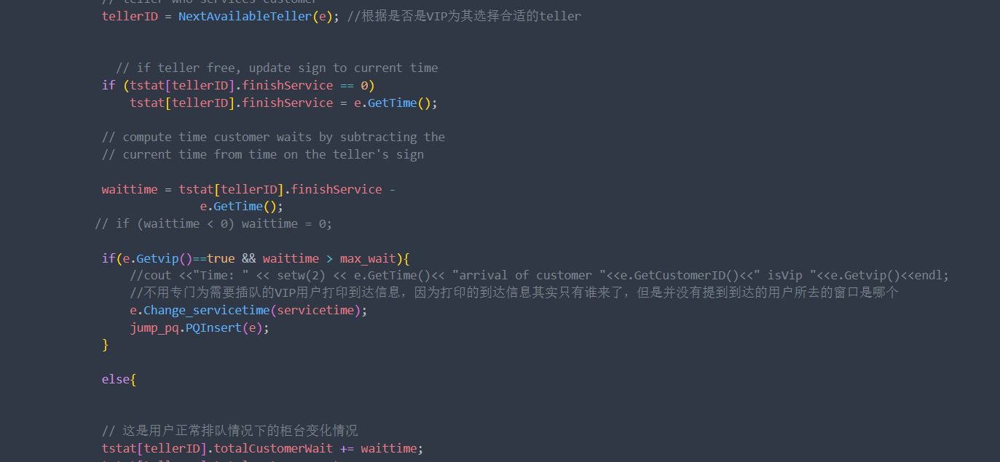 // teller who services customer
tellerID = NextAvailableTeller(e); //根据是否是VIP为其选择合适的teller
// if teller free, update sign to current time
if (tstat[tellerID].finishService == 0)
tstat[tellerID].finishService = e.GetTime();
// compute time customer waits by subtracting the
// current time from time on the teller's sign
waittime = tstat[tellerID].finishService -
e.GetTime();
// if (waittime < 0) waittime = 0;
if(e.Getvip()==true && waittime > max_wait){
//cout <<"Time: " << setw(2) << e.GetTime()<< "arrival of customer "<<e.GetCustomerID()<<" isVip "<<e.Getvip()<<endl;
//不用专门为需要插队的VIP用户打印到达信息，因为打印的到达信息其实只有谁来了，但是并没有提到到达的用户所去的窗口是哪个
e.Change_servicetime(servicetime);
jump_pq.PQInsert(e);
}
else{
// 这是用户正常排队情况下的柜台变化情况
tstat[tellerID].totalCustomerWait += waittime;